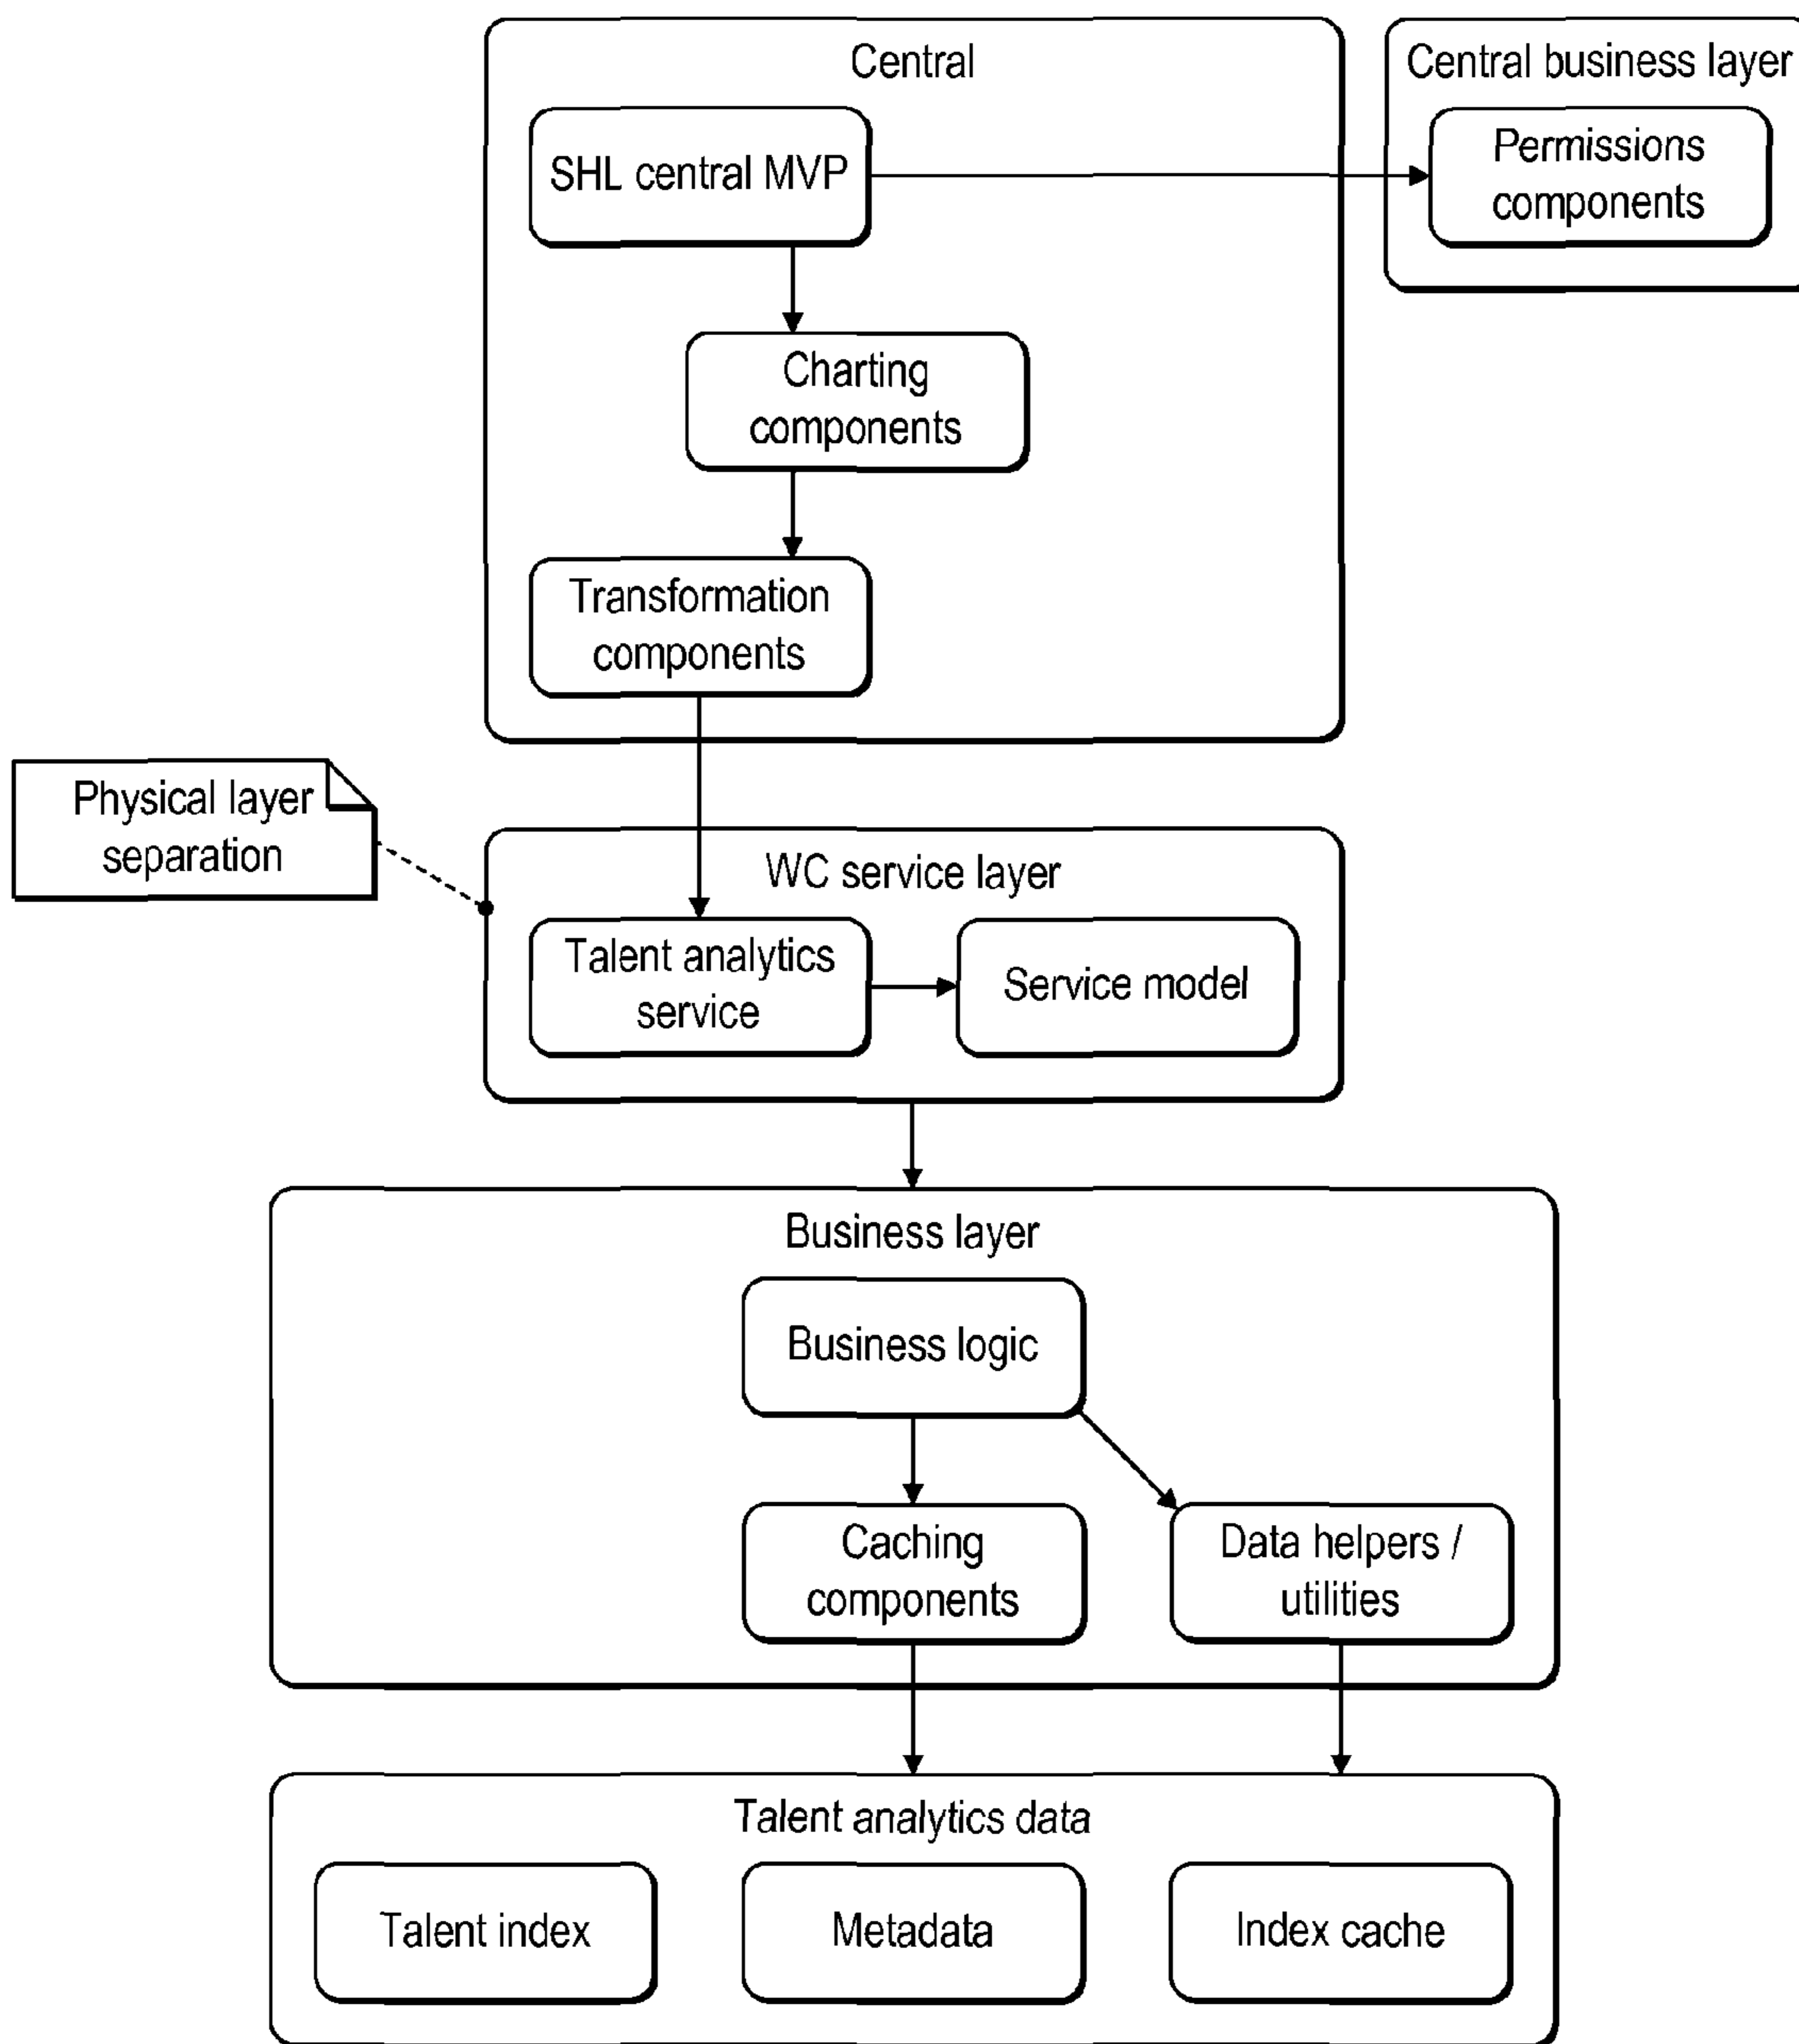 Central
Central business layer
SHL central MVP
Permissions
components
Charting
components
Transformation
components
Physical layer
separation
WC service layer
Talent analytics
service
Service model
Business layer
Business logic
Caching
components
Data helpers /
utilities
Talent analytics data
Talent index
Metadata
Index cache